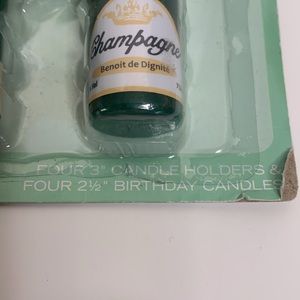 Champagne
Benoit de Dignité
FOUR 3" CANDLE HOLDERS &
FOUR 2½" BIRTHDAY CANDLES